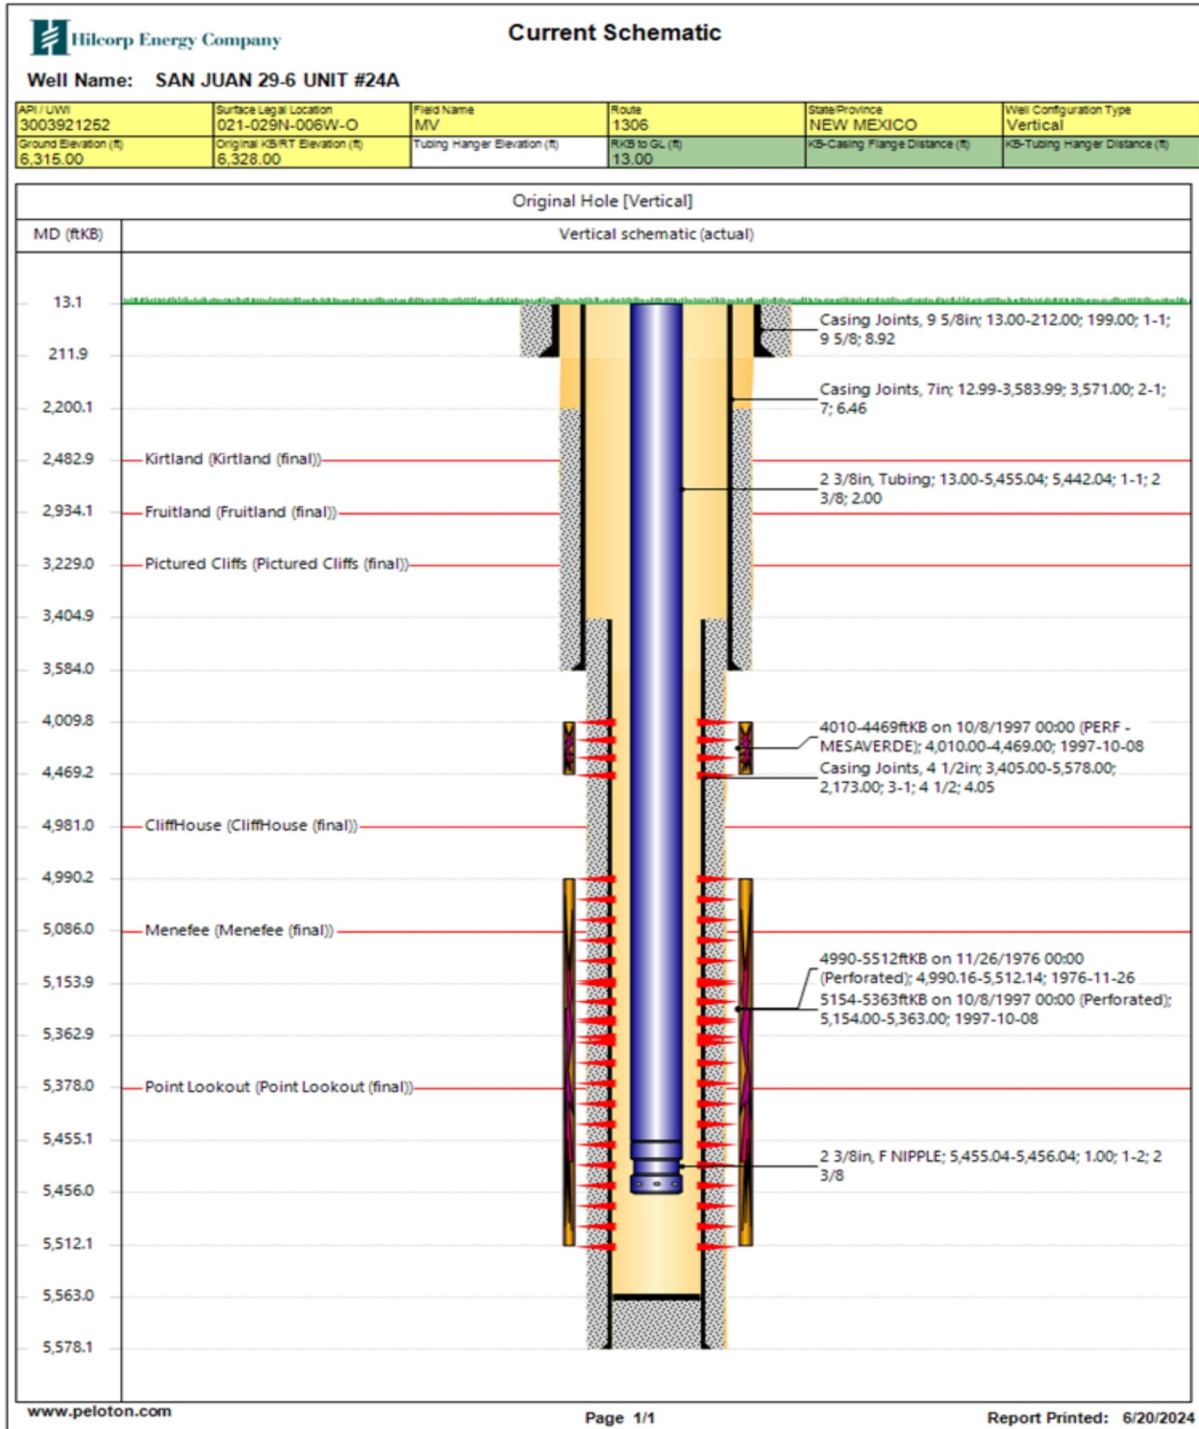 Hilcorp Energy Company
Current Schematic
Well Name: SAN JUAN 29-6 UNIT #24A
API / UWI
3003921252
Surface Legal Location
021-029N-006W-O
Field Name
MV
Route
1306
State/Province
NEW MEXICO
Well Configuration Type
Vertical
Ground Elevation (ft)
6,315.00
Original KB/RT Elevation (ft)
6,328.00
Tubing Hanger Elevation (ft)
RKB to GL (ft)
13.00
KB-Casing Flange Distance (ft)
KB-Tubing Hanger Distance (ft)
Original Hole [Vertical]
MD (ftKB)
Vertical schematic (actual)
13.1
Casing Joints, 9 5/8in; 13.00-212.00; 199.00; 1-1;
9 5/8; 8.92
211.9
Casing Joints, 7in; 12.99-3,583.99; 3,571.00; 2-1;
7; 6.46
2,200.1
2,482.9
Kirtland (Kirtland (final))
2 3/8in, Tubing; 13.00-5,455.04; 5,442.04; 1-1; 2
3/8; 2.00
2,934.1
Fruitland (Fruitland (final))
3,229.0
Pictured Cliffs (Pictured Cliffs (final))
3,404.9
3,584.0
4,009.8
4010-4469ftKB on 10/8/1997 00:00 (PERF -
MESAVERDE); 4,010.00-4,469.00; 1997-10-08
4,469.2
Casing Joints, 4 1/2in; 3,405.00-5,578.00;
2,173.00; 3-1; 4 1/2; 4.05
4,981.0
CliffHouse (CliffHouse (final))
4,990.2
5,086.0
Menefee (Menefee (final))
4990-5512ftKB on 11/26/1976 00:00
(Perforated); 4,990.16-5,512.14; 1976-11-26
5,153.9
5154-5363ftKB on 10/8/1997 00:00 (Perforated);
5,154.00-5,363.00; 1997-10-08
5,362.9
5,378.0
Point Lookout (Point Lookout (final))
5,455.1
2 3/8in, F NIPPLE; 5,455.04-5,456.04; 1.00; 1-2; 2
3/8
5,456.0
5,512.1
5,563.0
5,578.1
www.peloton.com
Page 1/1
Report Printed: 6/20/2024